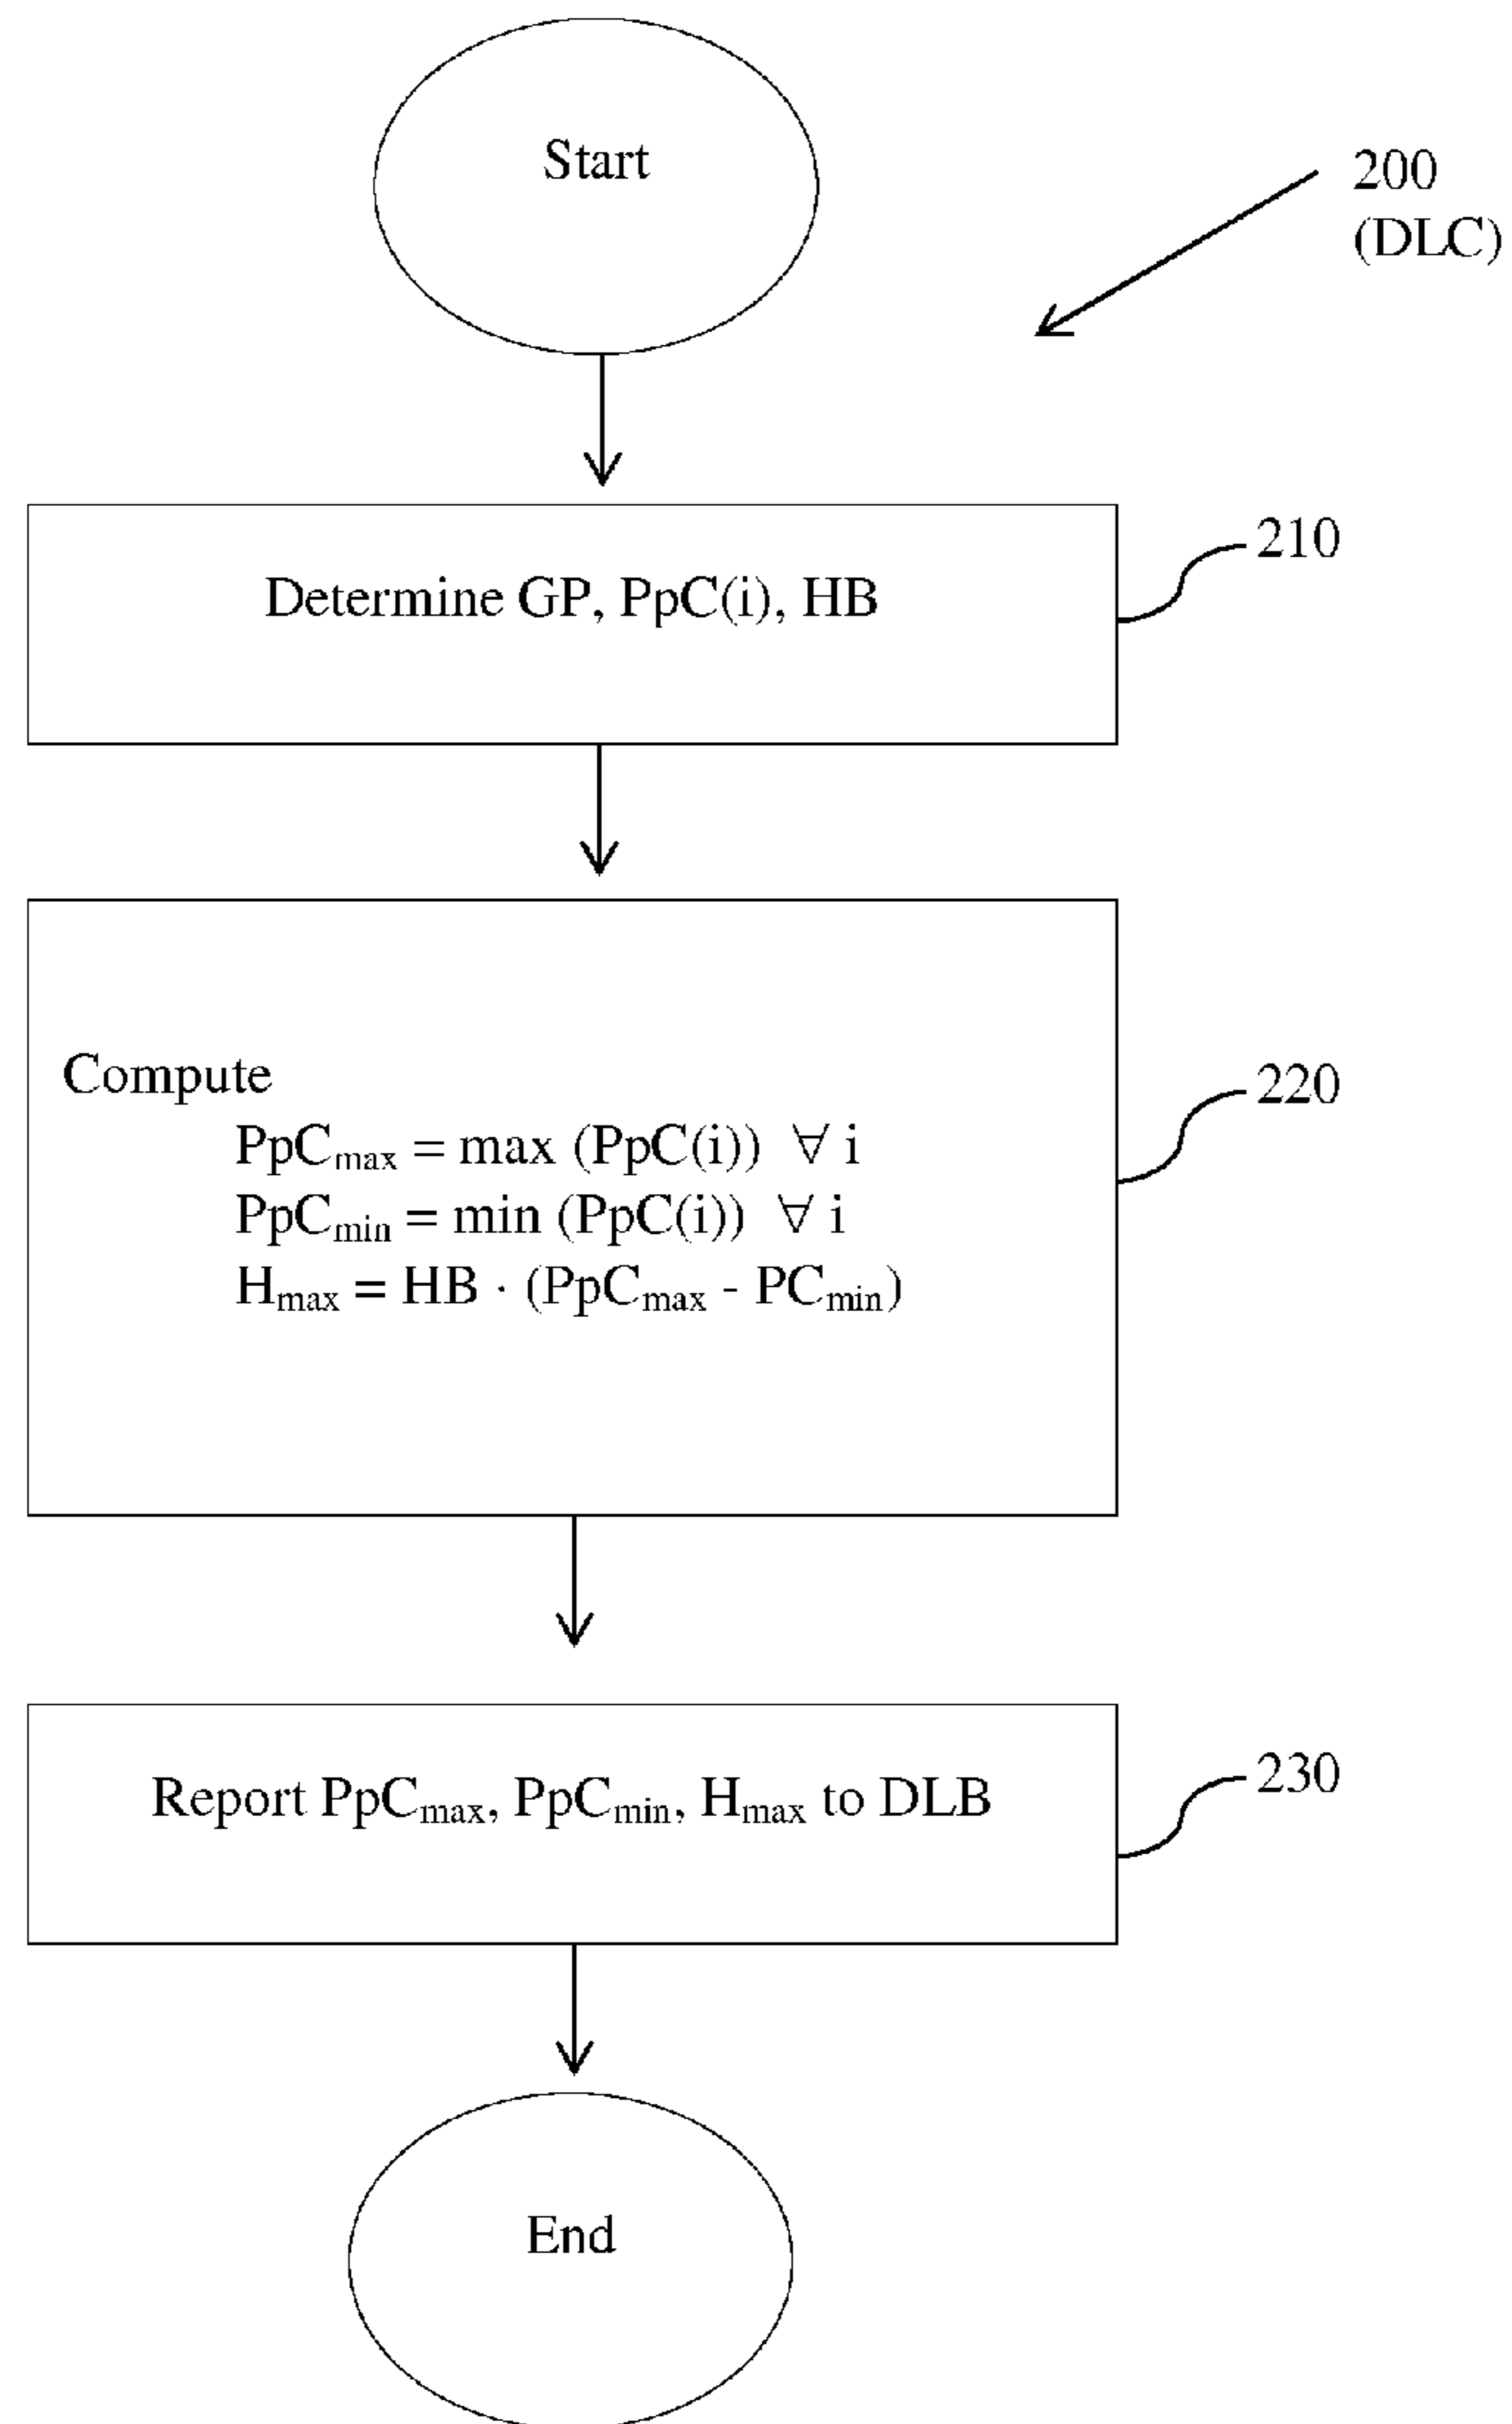 Start
200
(DLC)
210
Determine GP, PpC(i), HB
Compute
220
PpCmax = max (PpC(i)) ∀ i
PpCmin = min (PpC(i)) ∀ i
Hmax = HB · (PpCmax - PCmin)
230
Report PpCmax, PpCmin, Hmax to DLB
End